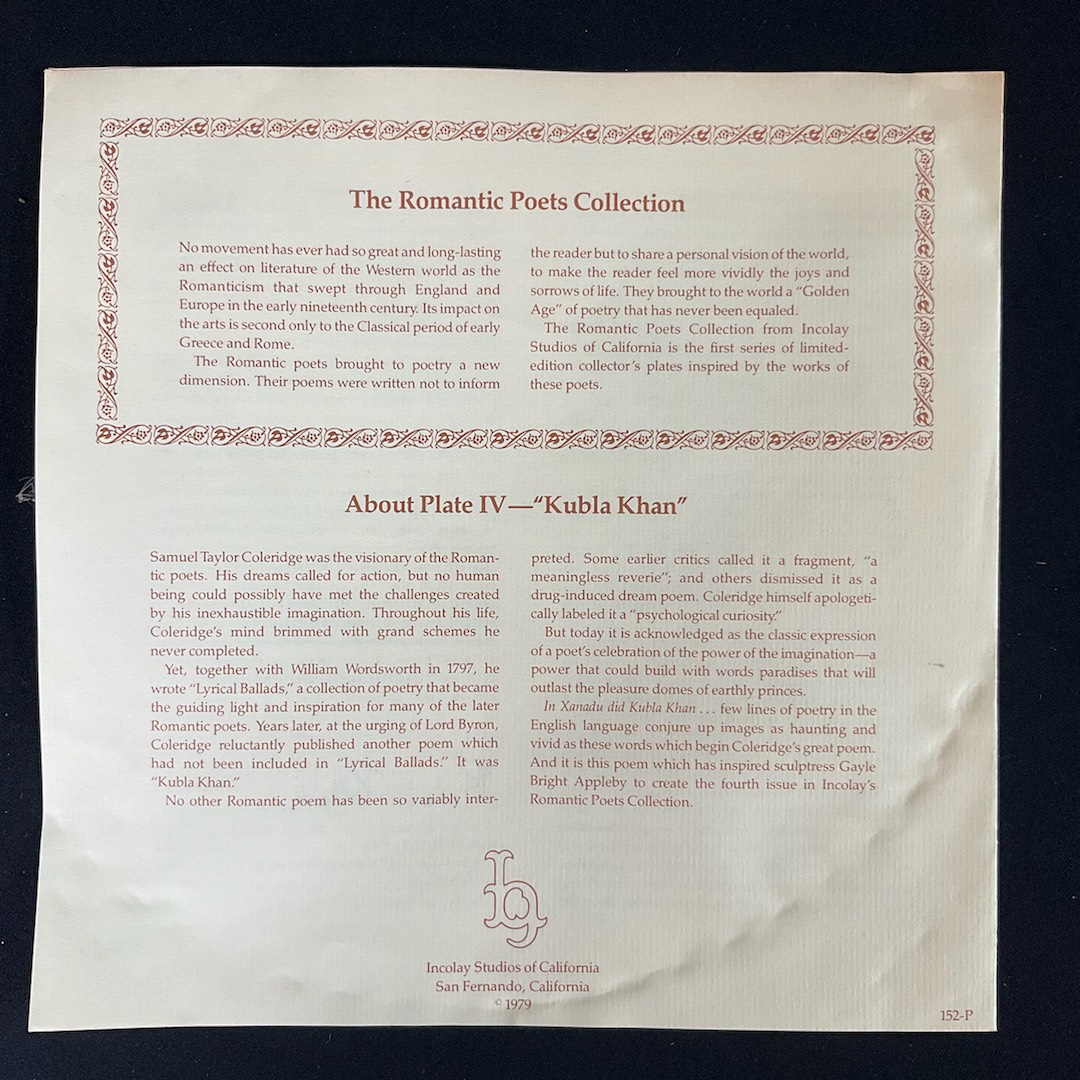 The Romantic Poets Collection
No movement has ever had so great and long-lasting
an effect on literature of the Western world as the
Romanticism that swept through England and
Europe in the early nineteenth century. Its impact on
the arts is second only to the Classical period of early
Greece and Rome.
The Romantic poets brought to poetry a new
dimension. Their poems were written not to inform
the reader but to share a personal vision of the world,
to make the reader feel more vividly the joys and
sorrows of life. They brought to the world a “Golden
Age” of poetry that has never been equaled.
The Romantic Poets Collection from Incolay
Studios of California is the first series of limited-
edition collector’s plates inspired by the works of
these poets.
About Plate IV—“Kubla Khan”
Samuel Taylor Coleridge was the visionary of the Roman-
tic poets. His dreams called for action, but no human
being could possibly have met the challenges created
by his inexhaustible imagination. Throughout his life,
Coleridge’s mind brimmed with grand schemes he
never completed.
Yet, together with William Wordsworth in 1797, he
wrote “Lyrical Ballads,” a collection of poetry that became
the guiding light and inspiration for many of the later
Romantic poets. Years later, at the urging of Lord Byron,
Coleridge reluctantly published another poem which
had not been included in “Lyrical Ballads.” It was
“Kubla Khan.”
No other Romantic poem has been so variably inter-
preted. Some earlier critics called it a fragment, “a
meaningless reverie”; and others dismissed it as a
drug-induced dream poem. Coleridge himself apologeti-
cally labeled it a “psychological curiosity.”
But today it is acknowledged as the classic expression
of a poet’s celebration of the power of the imagination—a
power that could build with words paradises that will
outlast the pleasure domes of earthly princes.
In Xanadu did Kubla Khan . . . few lines of poetry in the
English language conjure up images as haunting and
vivid as these words which begin Coleridge’s great poem.
And it is this poem which has inspired sculptress Gayle
Bright Appleby to create the fourth issue in Incolay’s
Romantic Poets Collection.
Incolay Studios of California
San Fernando, California
© 1979
152-P